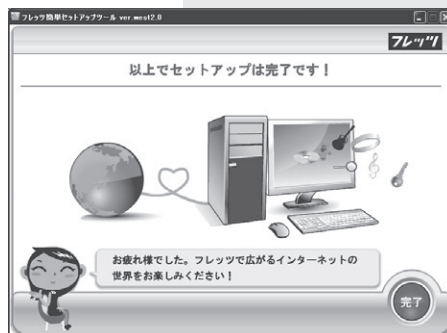 フレッツ簡単セットアップツール ver.west2.0
フレッツ
以上でセットアップは完了です！
お疲れ様でした。フレッツで広がるインターネットの
世界をお楽しみください！
完了